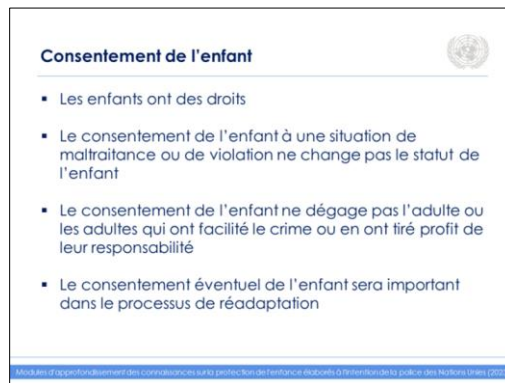 Consentement de l'enfant
▪ Les enfants ont des droits
▪ Le consentement de l'enfant à une situation de
maltraitance ou de violation ne change pas le statut de
l'enfant
▪ Le consentement de l'enfant ne dégage pas l'adulte ou
les adultes qui ont facilité le crime ou en ont tiré profit de
leur responsabilité
▪ Le consentement éventuel de l'enfant sera important
dans le processus de réadaptation
Modules d'approfondissement des connaissances sur la protection de l'enfance élaborés à l'intention de la police des Nations Unies